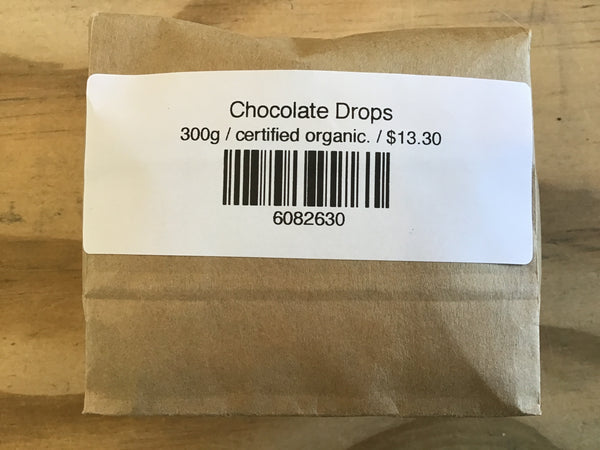 Chocolate Drops
300g / certified organic. / $13.30
6082630